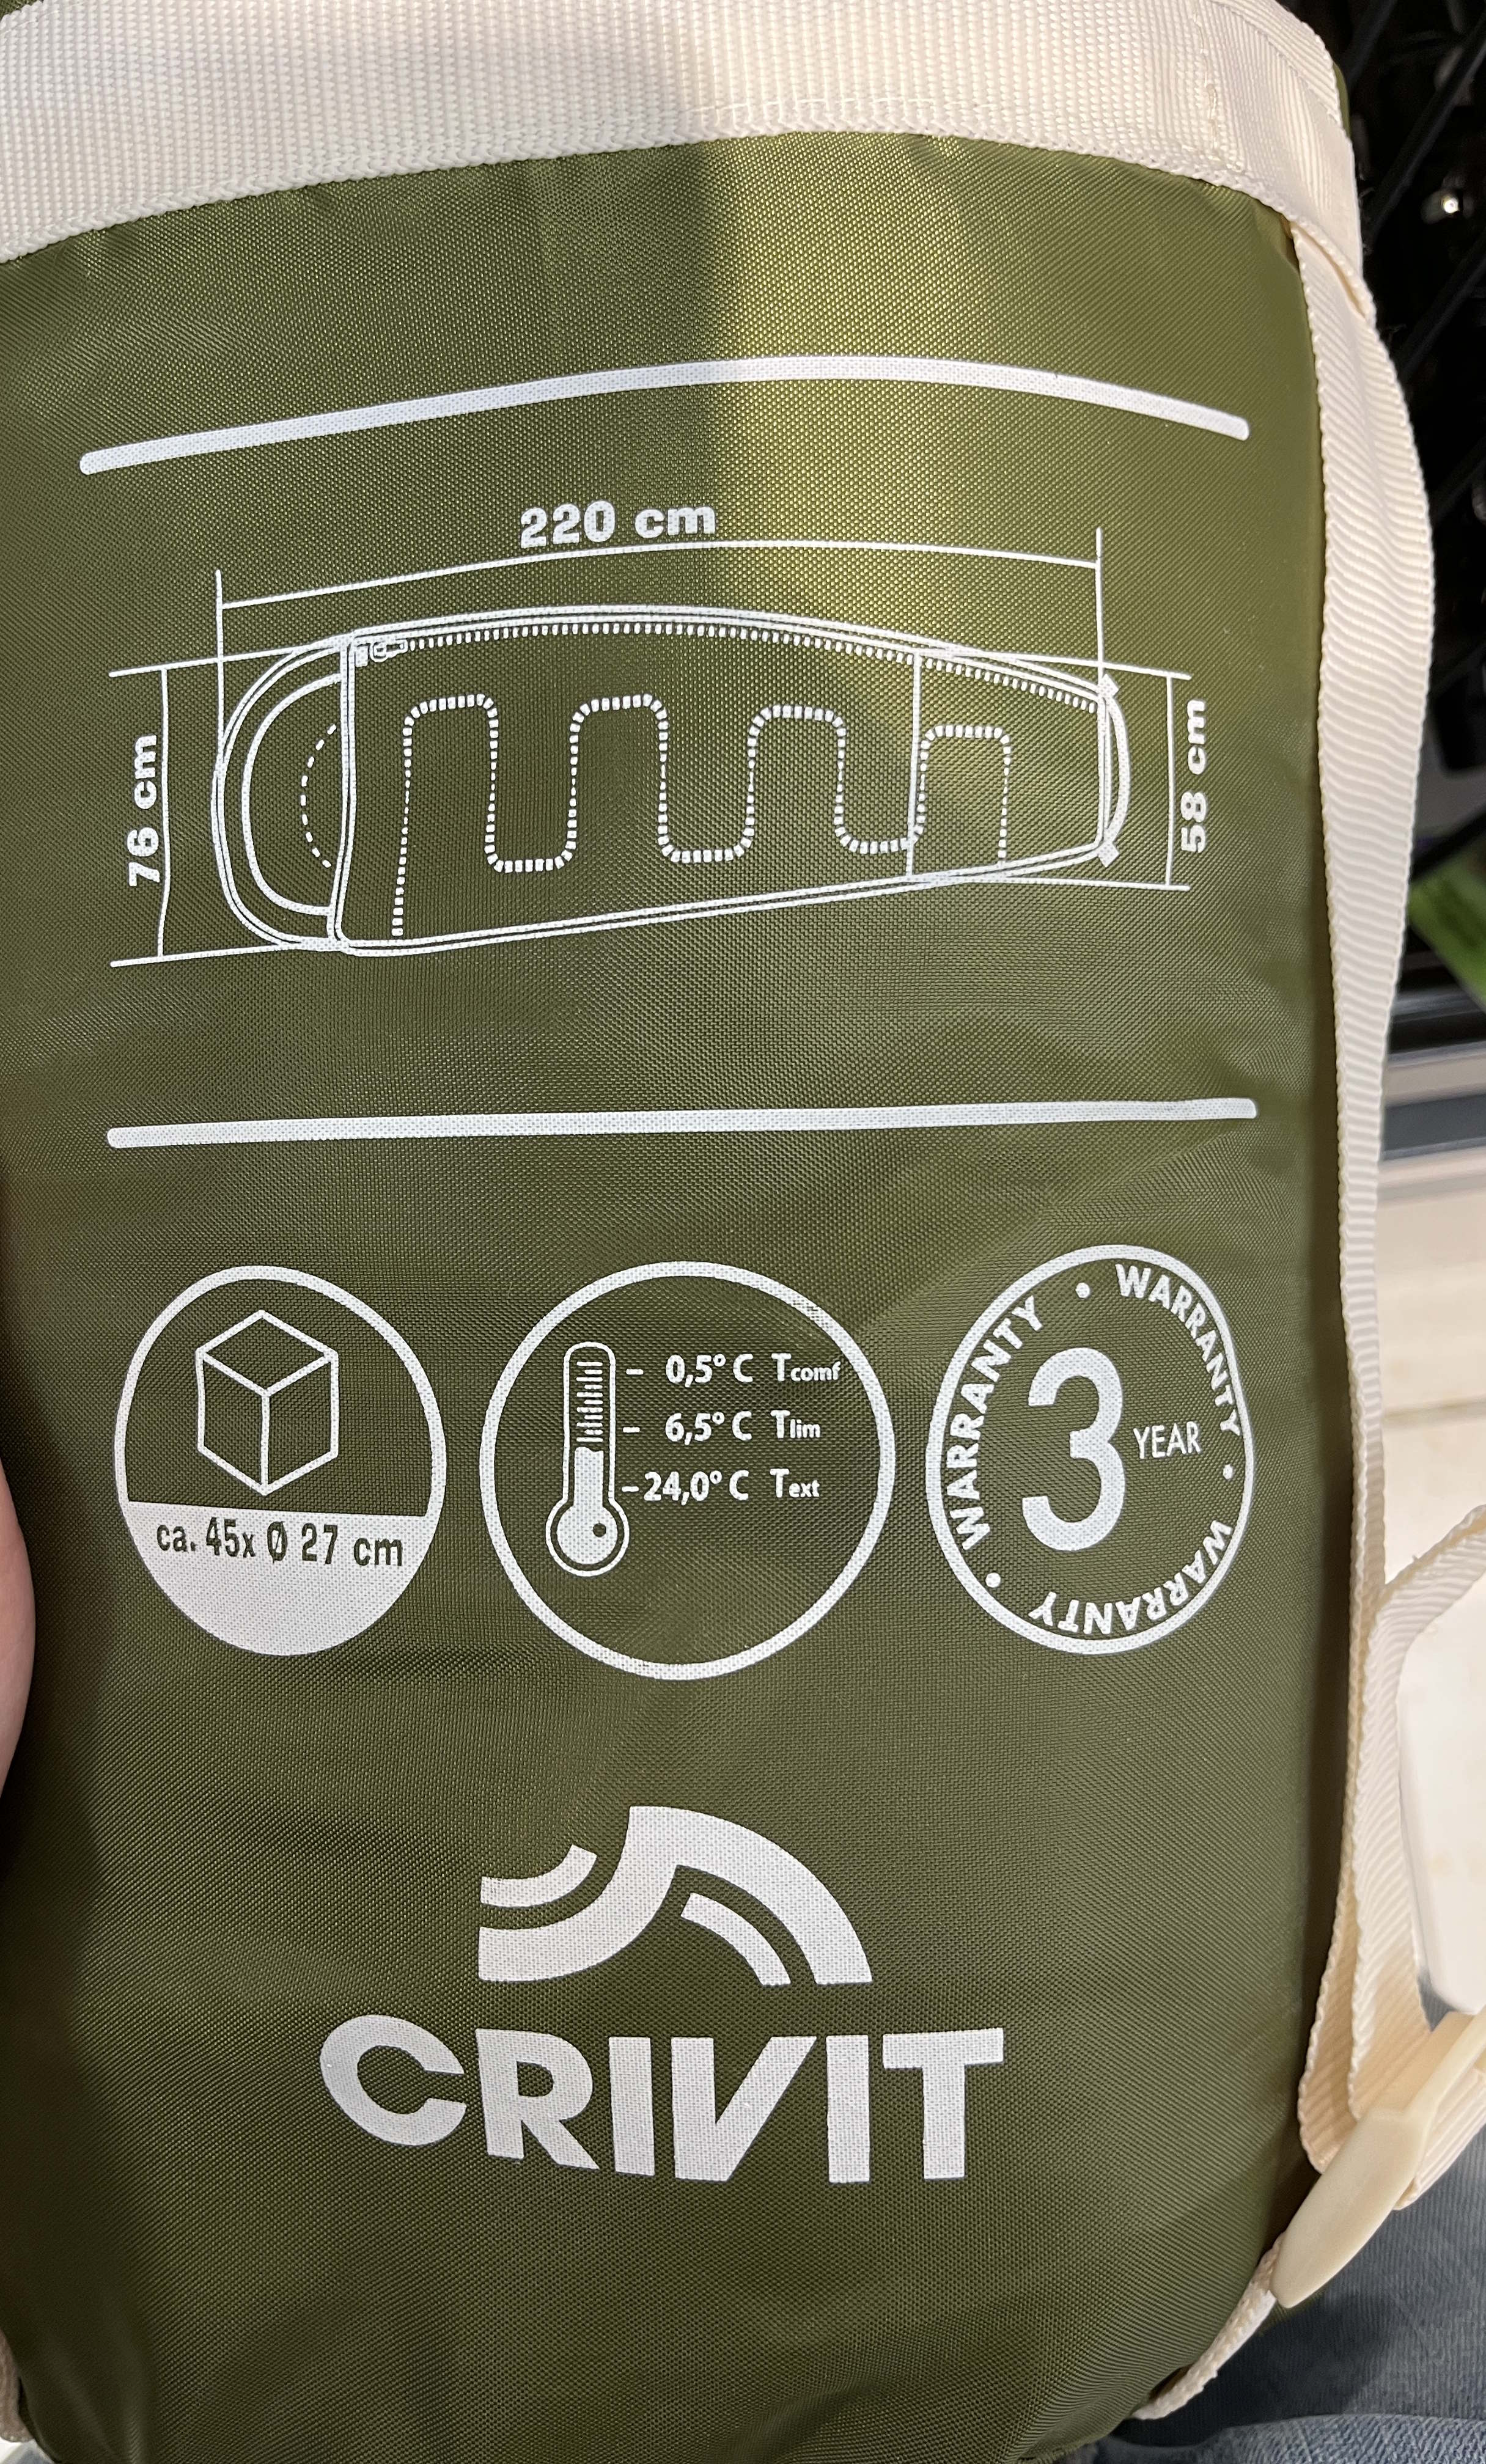 220 cm
76 cm
58 cm
ca. 45x Ø 27 cm
- 0,5° C Tcomf
- 6,5° C Tlim
-24,0° C Text
WARRANTY • WARRANTY • WARRANTY •
3 YEAR
CRIVIT